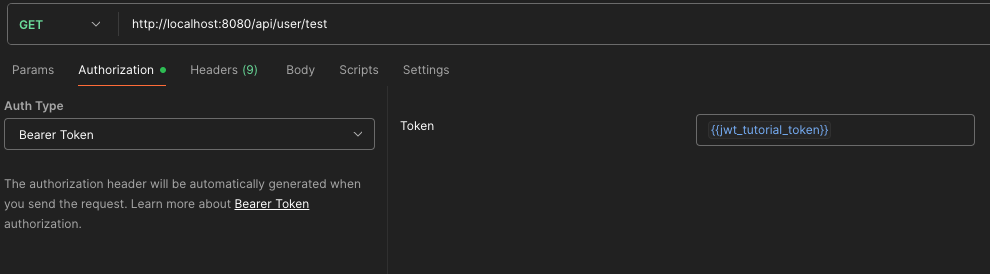 GET http://localhost:8080/api/user/test
Params Authorization Headers (9) Body Scripts Settings
Auth Type
Bearer Token
The authorization header will be automatically generated when
you send the request. Learn more about Bearer Token
authorization.
Token {{jwt_tutorial_token}}